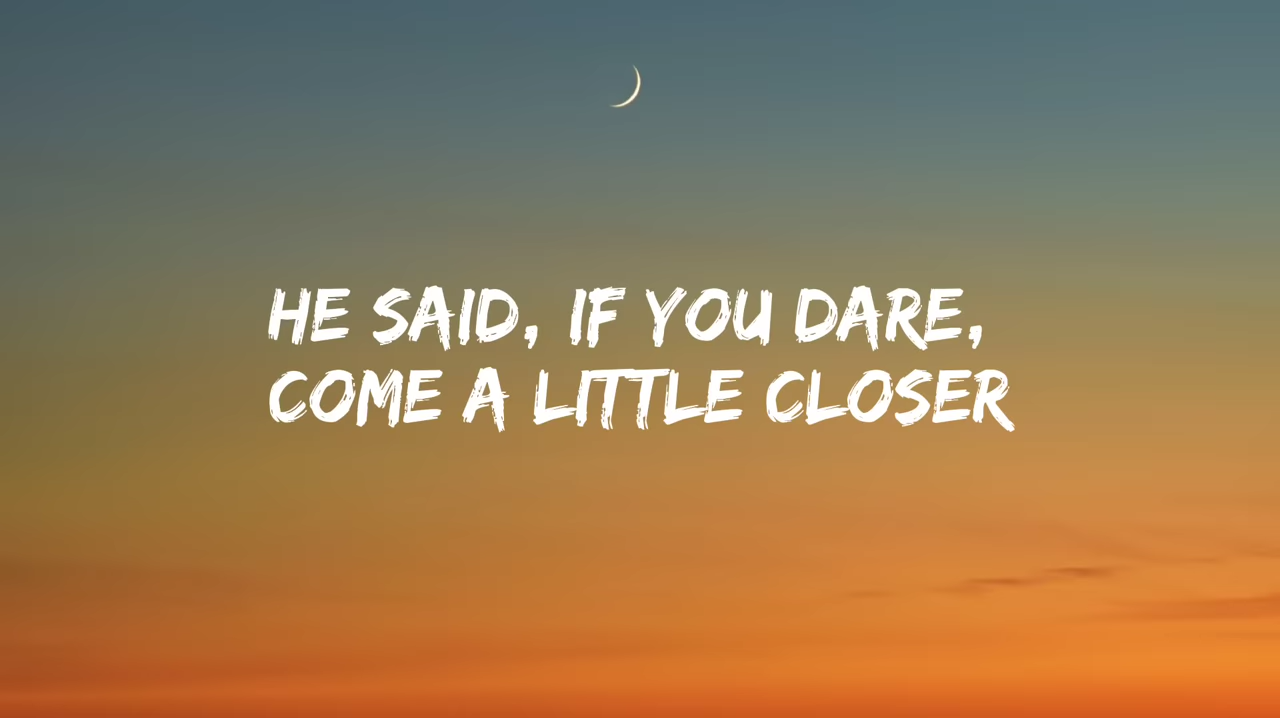 HE SAID, IF YOU DARE,
COME A LITTLE CLOSER